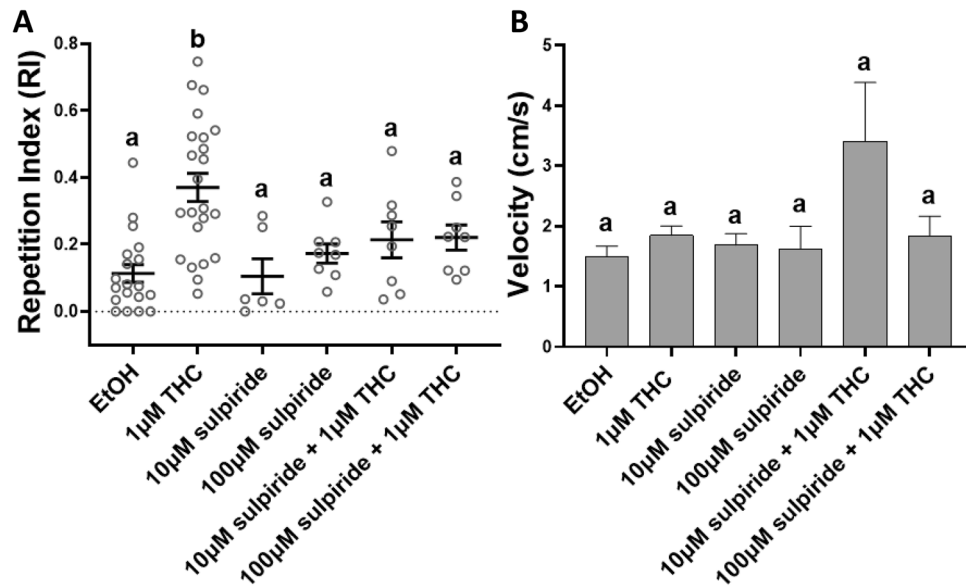 A
Repetition Index (RI)
0.8
0.6
0.4
0.2
0.0
a
b
a
a
a
a
EtOH
1µM THC
10µM sulpiride
100µM sulpiride
10µM sulpiride + 1µM THC
100µM sulpiride + 1µM THC
B
Velocity (cm/s)
5
4
3
2
1
0
a
a
a
a
a
a
EtOH
1µM THC
10µM sulpiride
100µM sulpiride
10µM sulpiride + 1µM THC
100µM sulpiride + 1µM THC